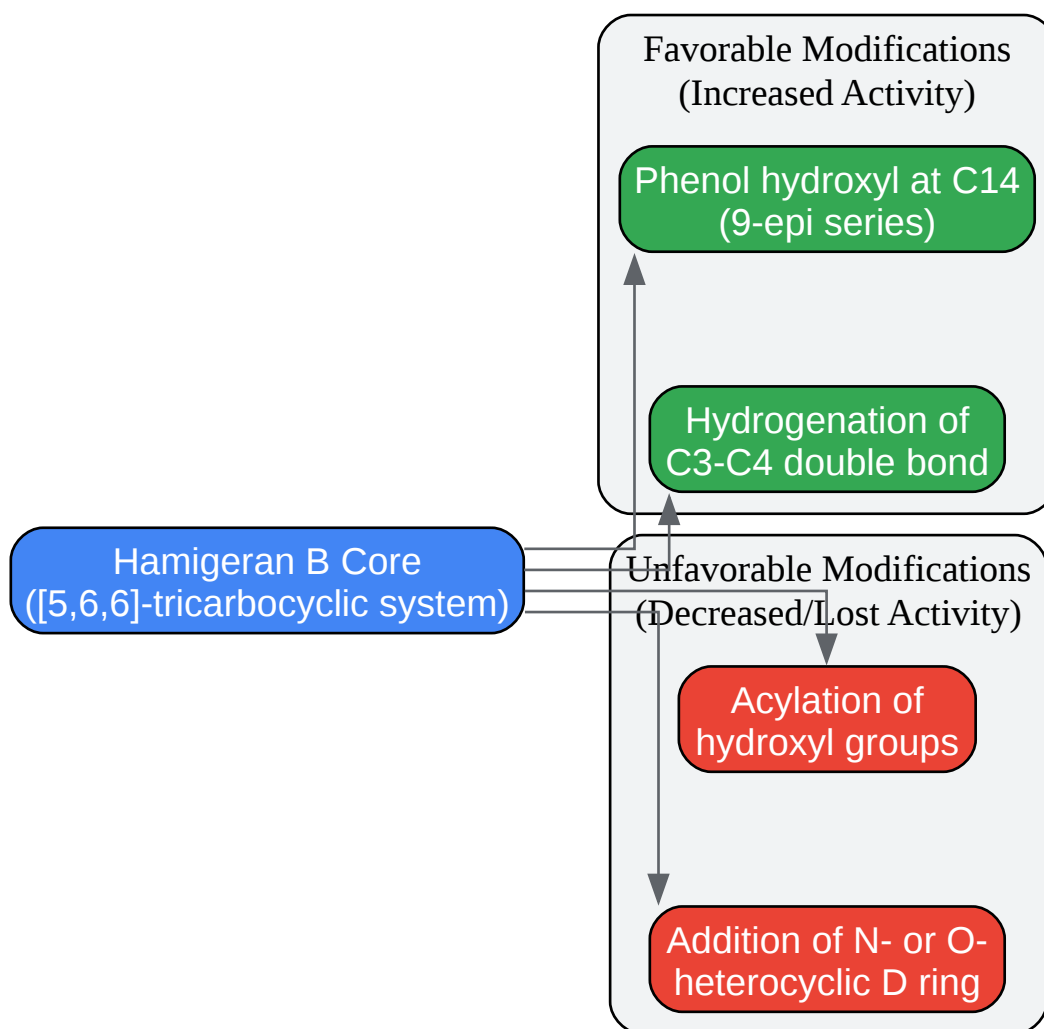 Favorable Modifications
(Increased Activity)
Phenol hydroxyl at C14
(9-epi series)
Hydrogenation of
C3-C4 double bond
Hamigeran B Core
([5,6,6]-tricarbocyclic system)
Unfavorable Modifications
(Decreased/Lost Activity)
Acylation of
hydroxyl groups
Addition of N- or O-
heterocyclic D ring